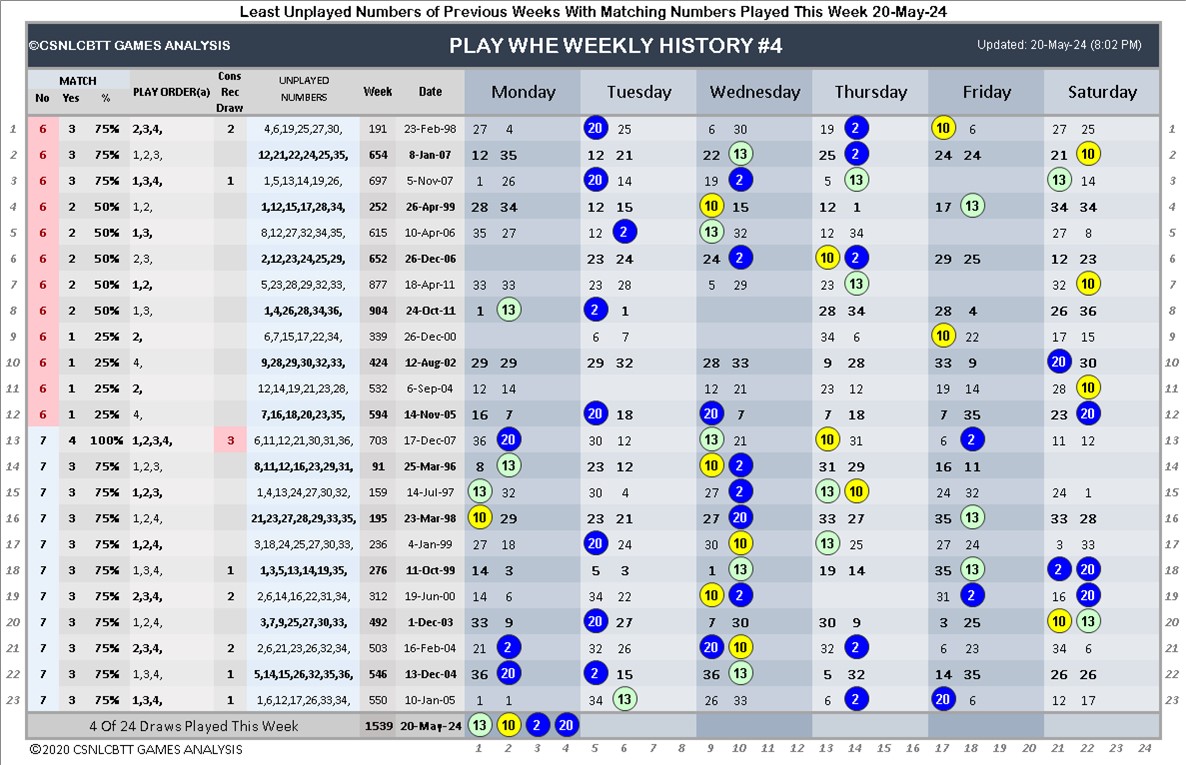 Least Unplayed Numbers of Previous Weeks With Matching Numbers Played This Week 20-May-24
©CSNLCBTT GAMES ANALYSIS PLAY WHE WEEKLY HISTORY #4 Updated: 20-May-24 (8:02 PM)
MATCH PLAY ORDER(a) Cons Rec Draw UNPLAYED NUMBERS Week Date Monday Tuesday Wednesday Thursday Friday Saturday
No Yes %
1 6 3 75% 2,3,4, 2 4,6,19,25,27,30, 191 23-Feb-98 27 4 20 25 6 30 19 2 10 6 27 25 1
2 6 3 75% 1,2,3, 12,21,22,24,25,35, 654 8-Jan-07 12 35 12 21 22 13 25 2 24 24 21 10 2
3 6 3 75% 1,3,4, 1 1,5,13,14,19,26, 697 5-Nov-07 1 26 20 14 19 2 5 13 13 14 3
4 6 2 50% 1,2, 1,12,15,17,28,34, 252 26-Apr-99 28 34 12 15 10 15 12 1 17 13 34 34 4
5 6 2 50% 1,3, 8,12,27,32,34,35, 615 10-Apr-06 35 27 12 2 13 32 12 34 27 8 5
6 6 2 50% 2,3, 2,12,23,24,25,29, 652 26-Dec-06 23 24 24 2 10 2 29 25 12 23 6
7 6 2 50% 1,2, 5,23,28,29,32,33, 877 18-Apr-11 33 33 23 28 5 29 23 13 32 10 7
8 6 2 50% 1,3, 1,4,26,28,34,36, 904 24-Oct-11 1 13 2 1 28 34 28 4 26 36 8
9 6 1 25% 2, 6,7,15,17,22,34, 339 26-Dec-00 6 7 34 6 10 22 17 15 9
10 6 1 25% 4, 9,28,29,30,32,33, 424 12-Aug-02 29 29 29 32 28 33 9 28 33 9 20 30 10
11 6 1 25% 2, 12,14,19,21,23,28, 532 6-Sep-04 12 14 12 21 23 12 19 14 28 10 11
12 6 1 25% 4, 7,16,18,20,23,35, 594 14-Nov-05 16 7 20 18 20 7 7 18 7 35 23 20 12
13 7 4 100% 1,2,3,4, 3 6,11,12,21,30,31,36, 703 17-Dec-07 36 20 30 12 13 21 10 31 6 2 11 12 13
14 7 3 75% 1,2,3, 8,11,12,16,23,29,31, 91 25-Mar-96 8 13 23 12 10 2 31 29 16 11 14
15 7 3 75% 1,2,3, 1,4,13,24,27,30,32, 159 14-Jul-97 13 32 30 4 27 2 13 10 24 32 24 1 15
16 7 3 75% 1,2,4, 21,23,27,28,29,33,35, 195 23-Mar-98 10 29 23 21 27 20 33 27 35 13 33 28 16
17 7 3 75% 1,2,4, 3,18,24,25,27,30,33, 236 4-Jan-99 27 18 20 24 30 10 13 25 27 24 3 33 17
18 7 3 75% 1,3,4, 1 1,3,5,13,14,19,35, 276 11-Oct-99 14 3 5 3 1 13 19 14 35 13 2 20 18
19 7 3 75% 2,3,4, 2 2,6,14,16,22,31,34, 312 19-Jun-00 14 6 34 22 10 2 31 2 16 20 19
20 7 3 75% 1,2,4, 3,7,9,25,27,30,33, 492 1-Dec-03 33 9 20 27 7 30 30 9 3 25 10 13 20
21 7 3 75% 2,3,4, 2 2,6,21,23,26,32,34, 503 16-Feb-04 21 2 32 26 20 10 32 2 6 23 34 6 21
22 7 3 75% 1,3,4, 1 5,14,15,26,32,35,36, 546 13-Dec-04 36 20 2 15 36 13 5 32 14 35 26 26 22
23 7 3 75% 1,3,4, 1 1,6,12,17,26,33,34, 550 10-Jan-05 1 1 34 13 26 33 6 2 20 6 12 17 23
4 Of 24 Draws Played This Week 1539 20-May-24 13 10 2 20
©2020 CSNLCBTT GAMES ANALYSIS 1 2 3 4 5 6 7 8 9 10 11 12 13 14 15 16 17 18 19 20 21 22 23 24